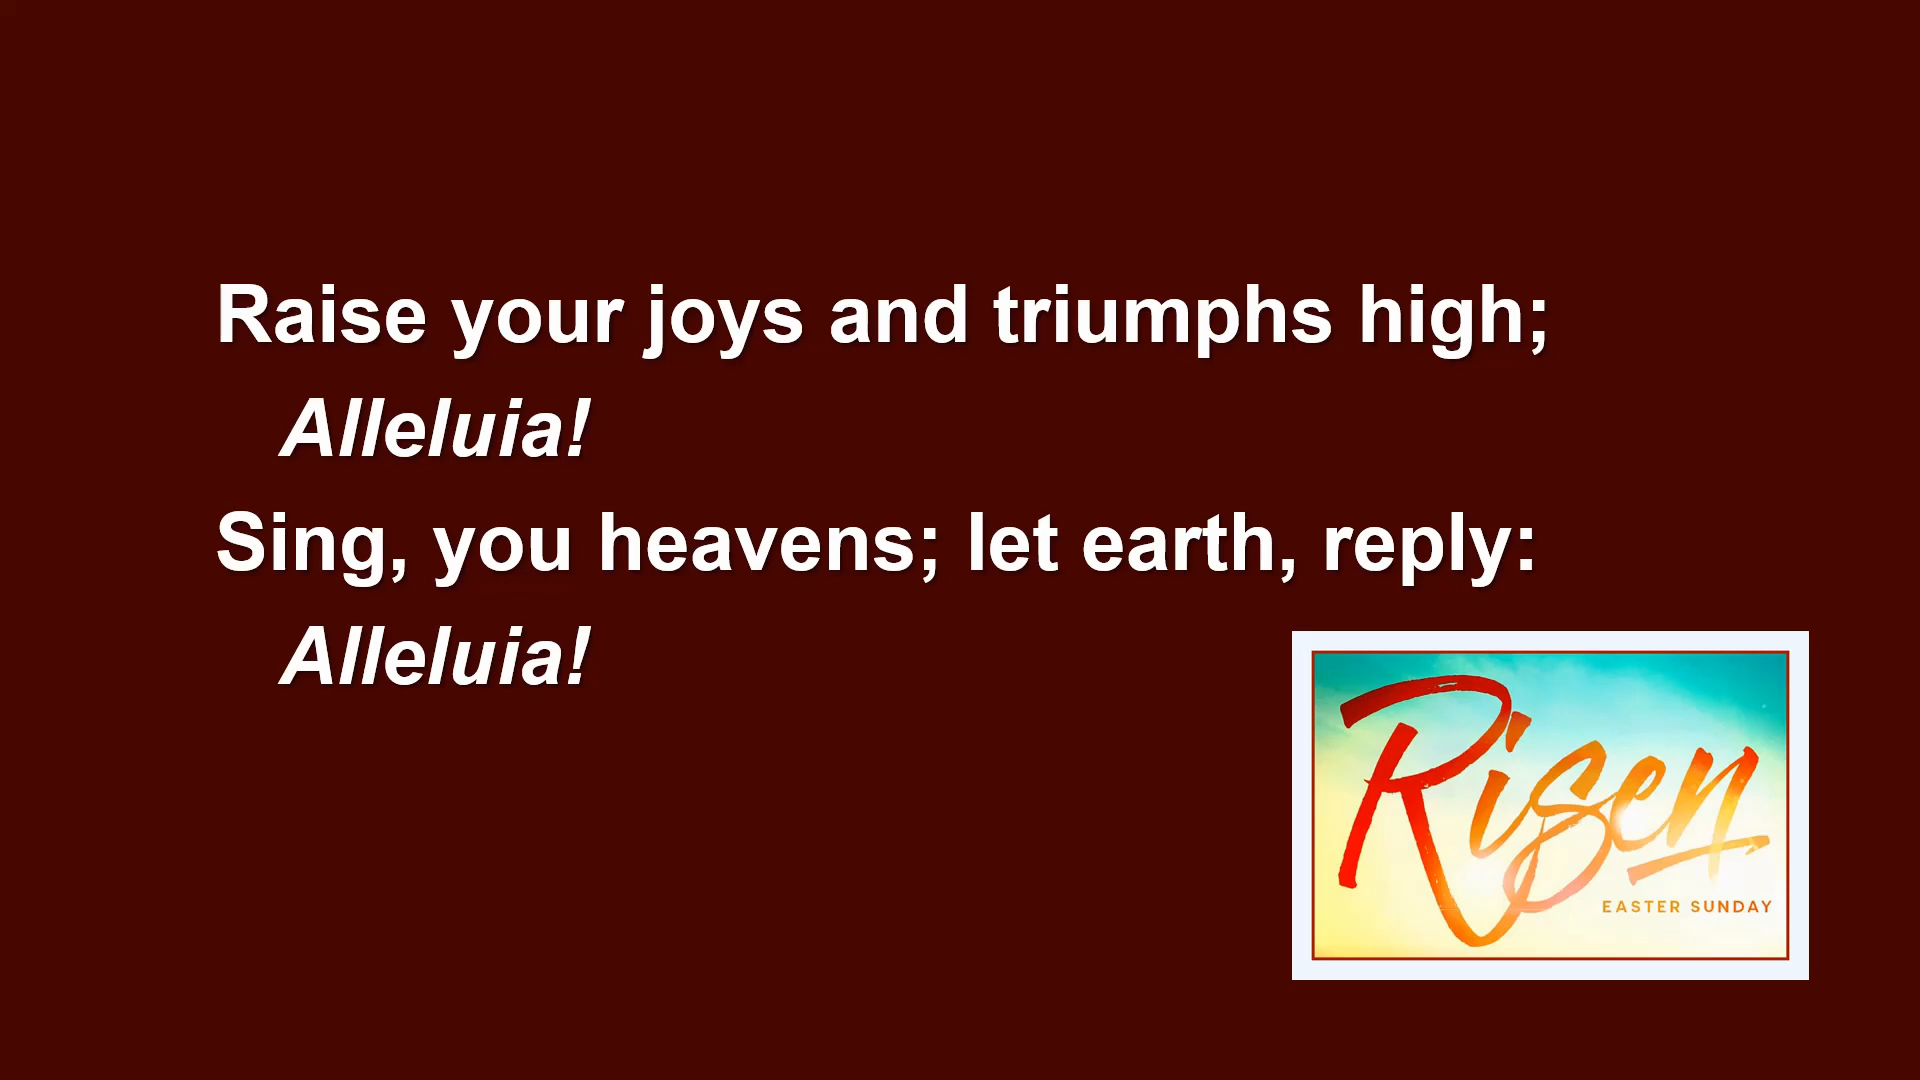 Raise your joys and triumphs high;
Alleluia!
Sing, you heavens; let earth, reply:
Alleluia!
Risen
EASTER SUNDAY